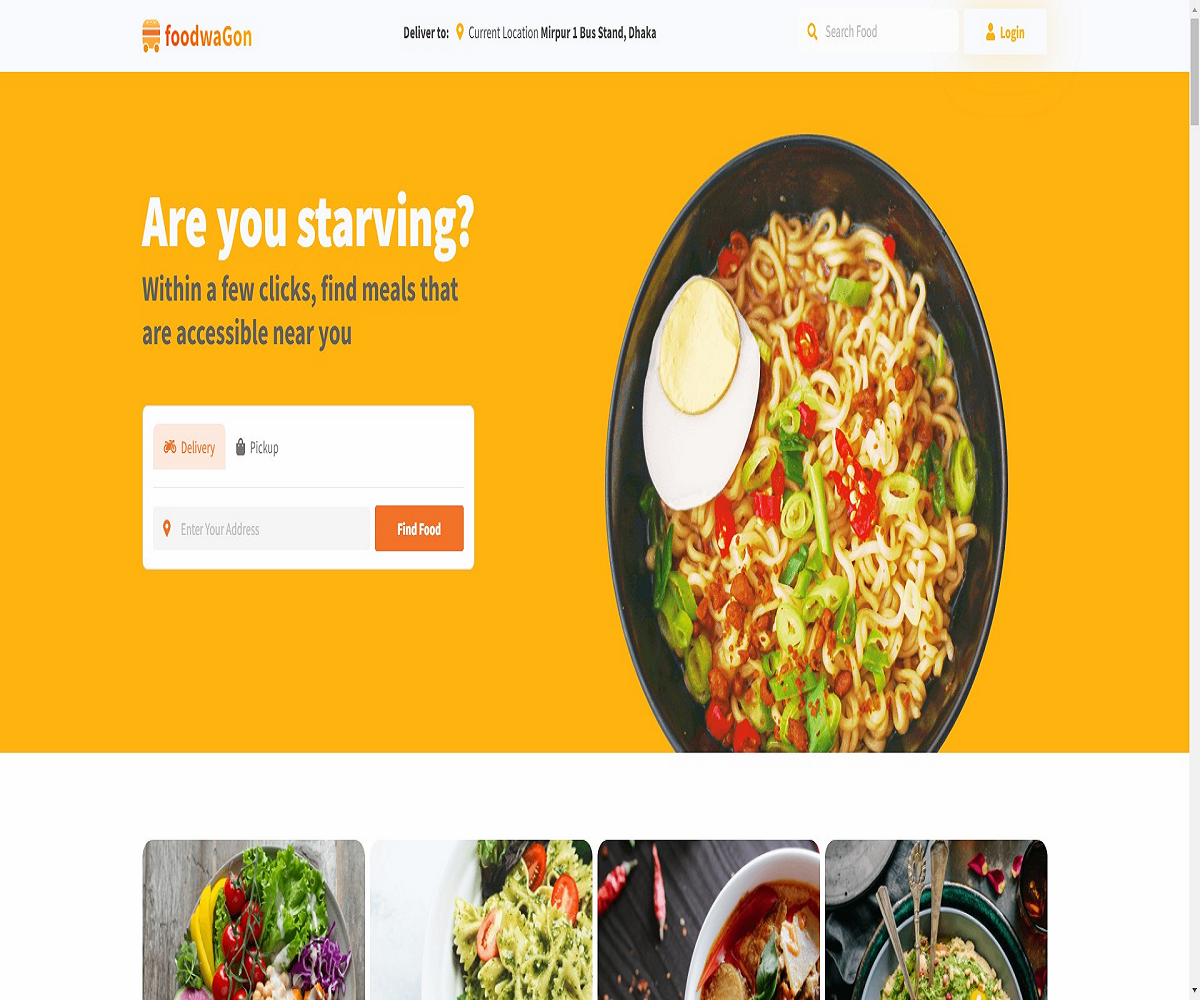 foodwaGon
Deliver to: Current Location Mirpur 1 Bus Stand, Dhaka
Search Food
Login
Are you starving?
Within a few clicks, find meals that
are accessible near you
Delivery
Pickup
Enter Your Address
Find Food